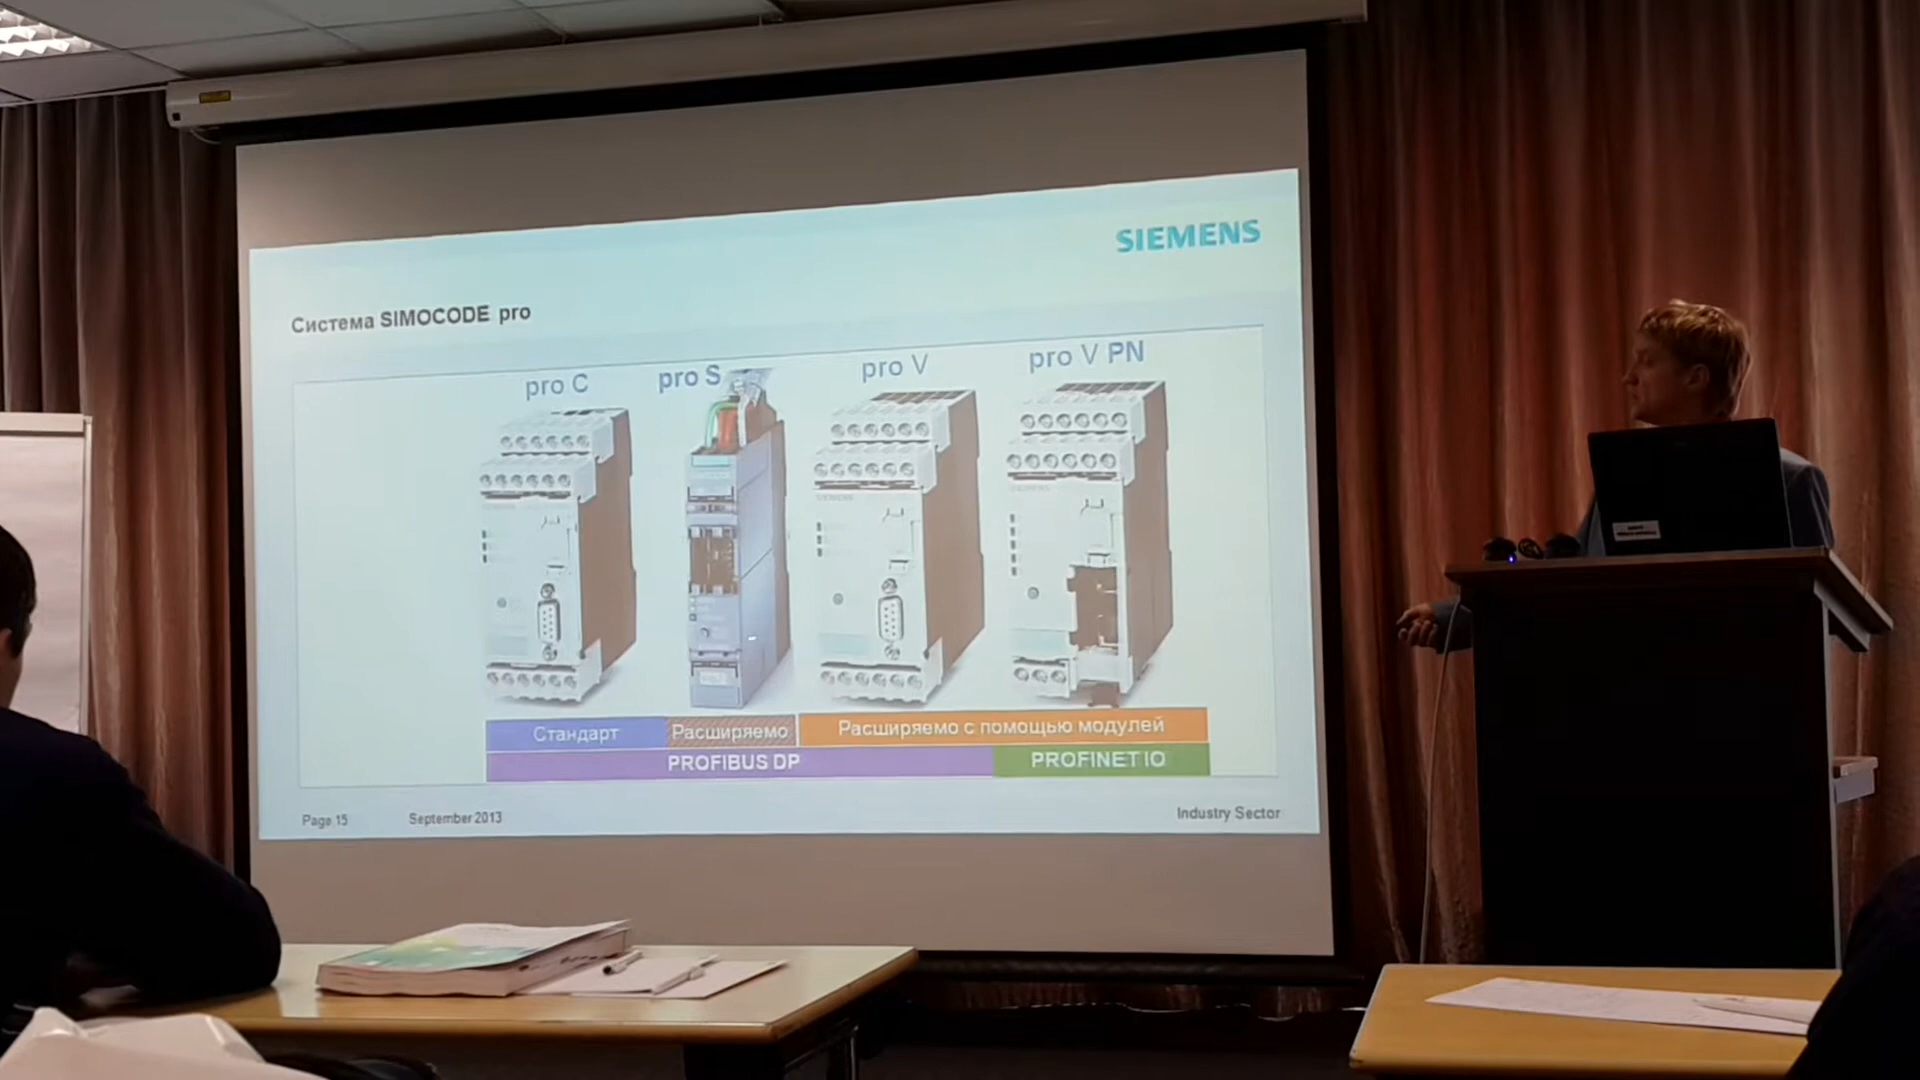 SIEMENS
Система SIMOCODE pro
pro C
pro S
pro V
pro V PN
Стандарт
Расширяемо
Расширяемо с помощью модулей
PROFIBUS DP
PROFINET IO
Page 15
September 2013
Industry Sector